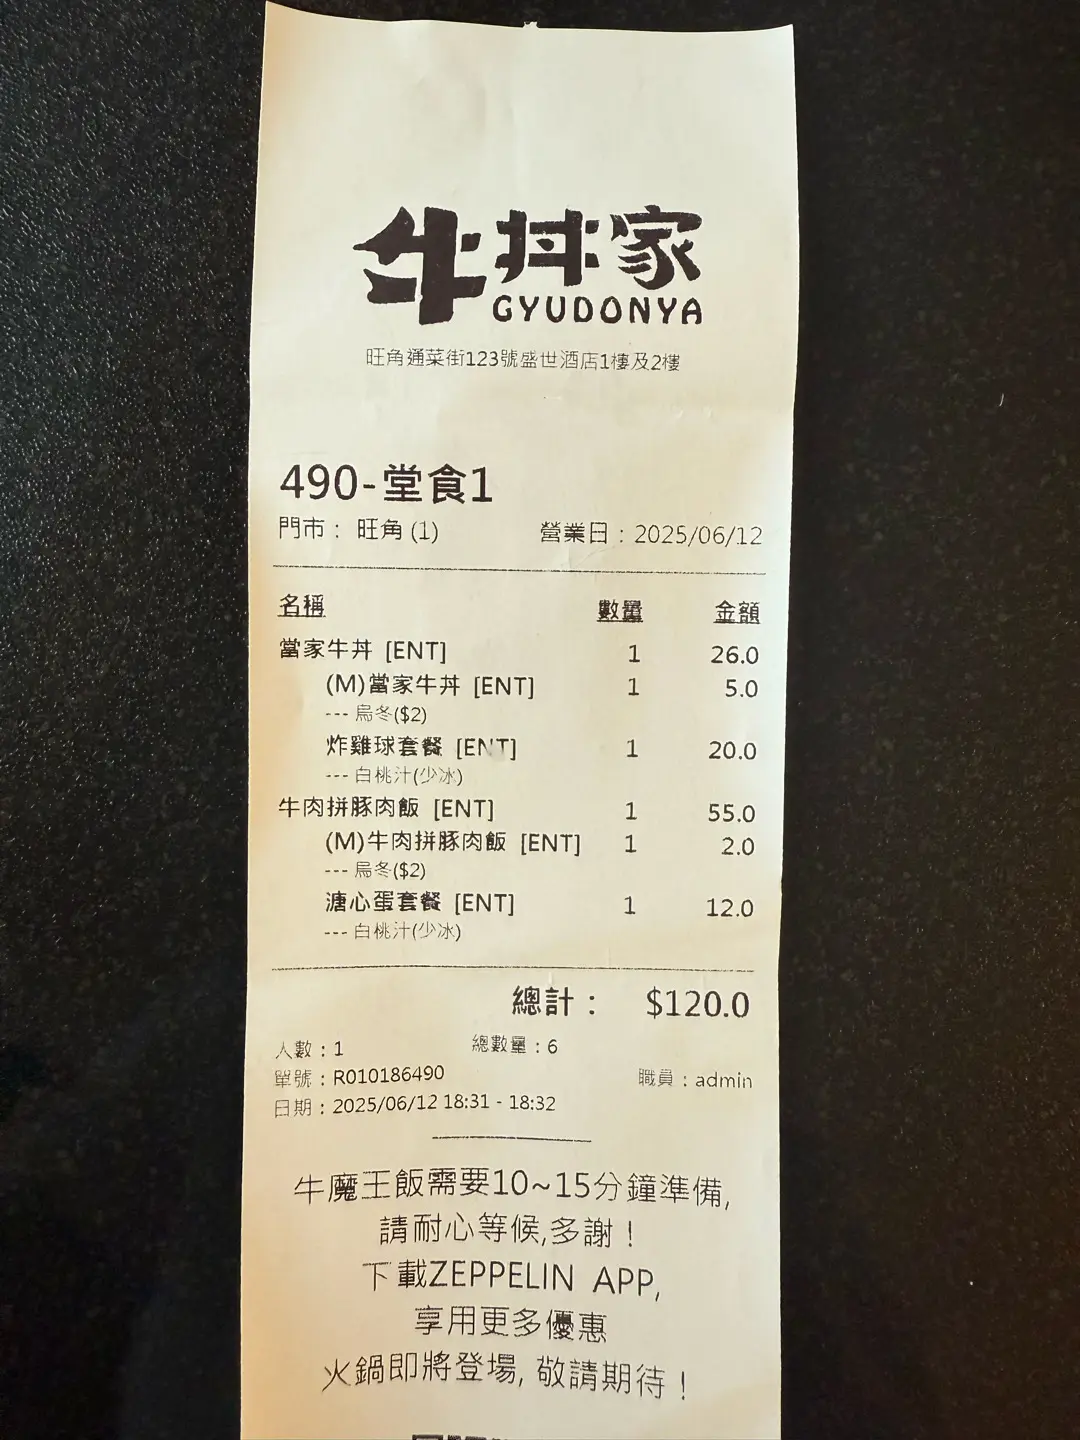 牛丼家
GYUDONYA
旺角通菜街123號盛世酒店1樓及2樓
490-堂食1
門市： 旺角 (1) 營業日：2025/06/12
名稱 數量 金額
當家牛丼 [ENT] 1 26.0
(M)當家牛丼 [ENT] 1 5.0
--- 烏冬($2)
炸雞球套餐 [ENT] 1 20.0
--- 白桃汁(少冰)
牛肉拼豚肉飯 [ENT] 1 55.0
(M)牛肉拼豚肉飯 [ENT] 1 2.0
--- 烏冬($2)
溏心蛋套餐 [ENT] 1 12.0
--- 白桃汁(少冰)
總計： $120.0
人數：1 總數量：6
單號：R010186490 職員：admin
日期：2025/06/12 18:31 - 18:32
牛魔王飯需要10~15分鐘準備,
請耐心等候,多謝！
下載ZEPPELIN APP,
享用更多優惠
火鍋即將登場, 敬請期待！